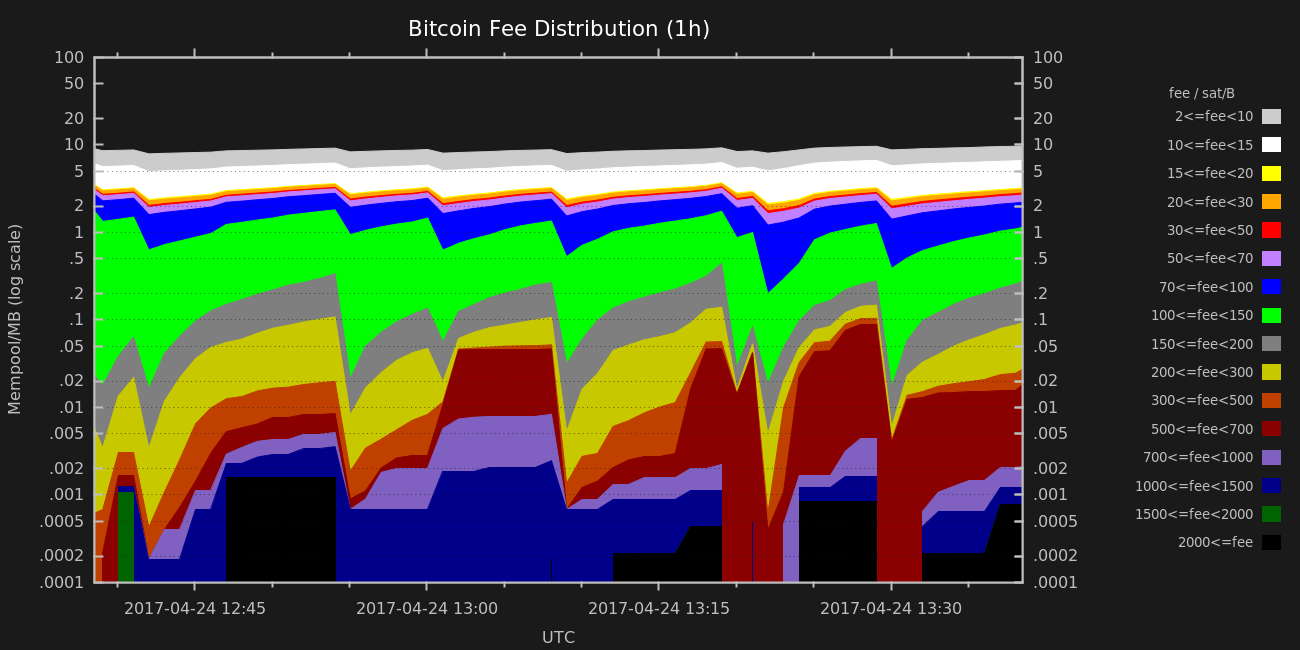 Bitcoin Fee Distribution (1h)
Mempool/MB (log scale)
100
50
20
10
5
2
1
.5
.2
.1
.05
.02
.01
.005
.002
.001
.0005
.0002
.0001
100
50
20
10
5
2
1
.5
.2
.1
.05
.02
.01
.005
.002
.001
.0005
.0002
.0001
2017-04-24 12:45
2017-04-24 13:00
2017-04-24 13:15
2017-04-24 13:30
UTC
fee / sat/B
2<=fee<10
10<=fee<15
15<=fee<20
20<=fee<30
30<=fee<50
50<=fee<70
70<=fee<100
100<=fee<150
150<=fee<200
200<=fee<300
300<=fee<500
500<=fee<700
700<=fee<1000
1000<=fee<1500
1500<=fee<2000
2000<=fee